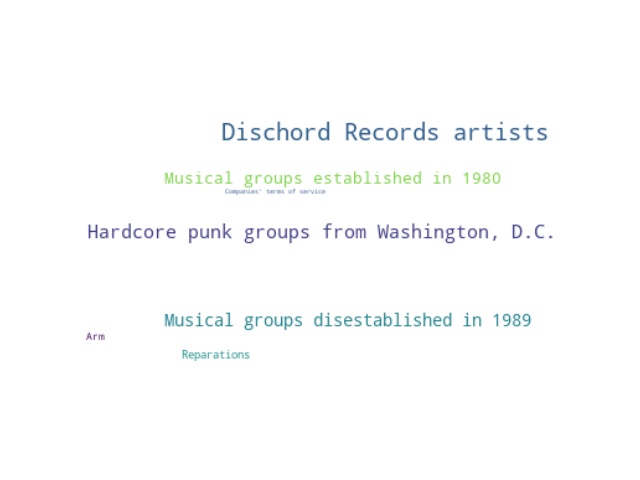 Dischord Records artists
Musical groups established in 1980
Companies' terms of service
Hardcore punk groups from Washington, D.C.
Musical groups disestablished in 1989
Arm
Reparations